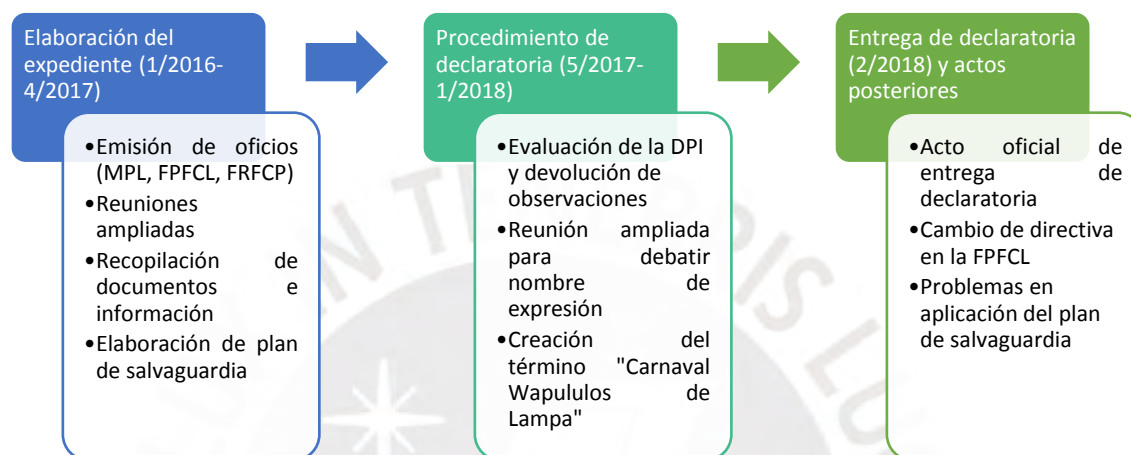 Elaboración del
expediente (1/2016-
4/2017)
•Emisión de oficios
(MPL, FPFCL, FRFCP)
•Reuniones
ampliadas
•Recopilación de
documentos e
información
•Elaboración de plan
de salvaguardia
Procedimiento de
declaratoria (5/2017-
1/2018)
•Evaluación de la DPI
y devolución de
observaciones
•Reunión ampliada
para debatir
nombre de
expresión
•Creación del
término "Carnaval
Wapululos de
Lampa"
Entrega de declaratoria
(2/2018) y actos
posteriores
•Acto oficial de
entrega de
declaratoria
•Cambio de directiva
en la FPFCL
•Problemas en
aplicación del plan
de salvaguardia